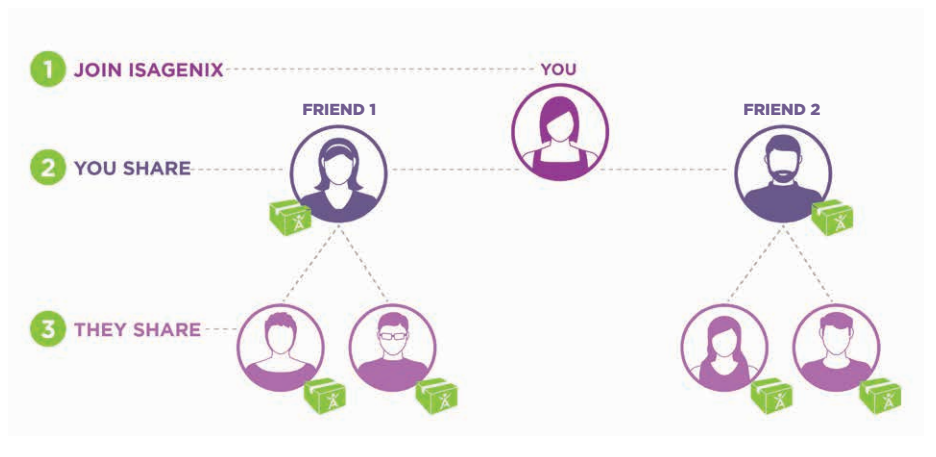 1 JOIN ISAGENIX
YOU
FRIEND 1
FRIEND 2
2 YOU SHARE
3 THEY SHARE